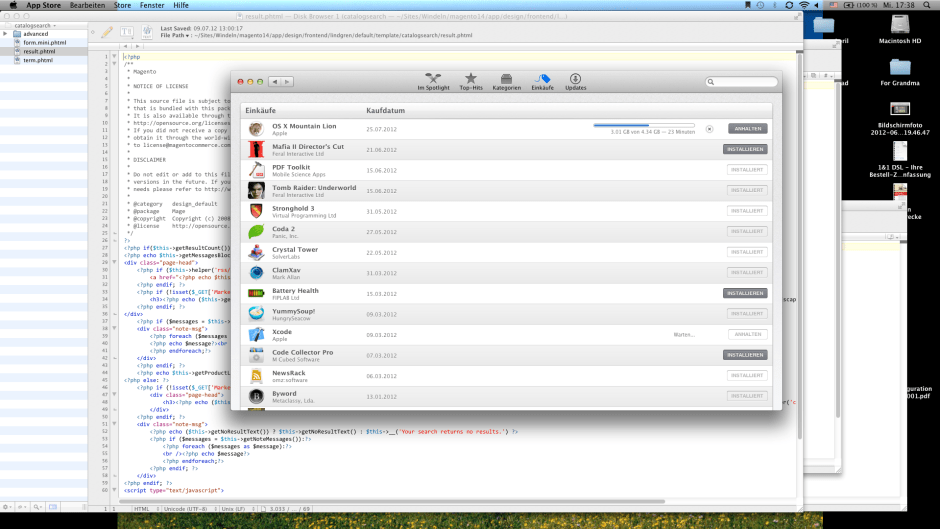 App Store Bearbeiten Store Fenster Hilfe
(100 %) Mi. 17:38
result.phtml — Disk Browser 1 (catalogsearch) — ~/Sites/Windeln/magento14/app/design/frontend/l...
catalogsearch
advanced
form.mini.phtml
result.phtml
term.phtml
Last Saved: 09.07.12 13:00:17
File Path ▾ : ~/Sites/Windeln/magento14/app/design/frontend/lindgren/default/template/catalogsearch/result.phtml
<?php
/**
* Magento
*
* NOTICE OF LICENSE
*
* This source file is subject to
* that is bundled with this pack
* It is also available through t
* http://opensource.org/licenses
* If you did not receive a copy
* obtain it through the world-wi
* to license@magentocommerce.com
*
* DISCLAIMER
*
* Do not edit or add to this fil
* versions in the future. If you
* needs please refer to http://w
*
* @category design_default
* @package Mage
* @copyright Copyright (c) 2008
* @license http://opensource.o
*/
?>
<?php if($this->getResultCount())
<?php echo $this->getMessagesBloc
<div class="page-head">
<?php if ($this->helper('rss/
<a href="<?php echo $this
<?php endif; ?>
<?php if (!isset($_GET['Marke
<h3><?php echo ($this->ge
<?php endif; ?>
</div>
<?php if ($messages = $this->
<div class="note-msg">
<?php foreach ($messages
<?php echo $message?><br
<?php endforeach;?>
</div>
<?php endif; ?>
<?php echo $this->getProductL
<?php else: ?>
<?php if (!isset($_GET['Marke
<div class="page-head">
<h3><?php echo ($this->ge
</div>
<?php endif; ?>
<div class="note-msg">
<?php echo ($this->getNoResultText()) ? $this->getNoResultText() : $this->__('Your search returns no results.') ?>
<?php if ($messages = $this->getNoteMessages()):?>
<?php foreach ($messages as $message):?>
<br /><?php echo $message?>
<?php endforeach;?>
<?php endif; ?>
</div>
<?php endif; ?>
<script type="text/javascript">
HTML Unicode (UTF-8) Unix (LF) 3.033 / ... / 69
Im Spotlight Top-Hits Kategorien Einkäufe Updates
Einkäufe Kaufdatum
OS X Mountain Lion
Apple
25.07.2012
3.01 GB von 4.34 GB — 23 Minuten
ANHALTEN
Mafia II Director's Cut
Feral Interactive Ltd
21.06.2012
INSTALLIEREN
PDF Toolkit
Mobile Science Apps
15.06.2012
INSTALLIERT
Tomb Raider: Underworld
Feral Interactive Ltd
15.06.2012
INSTALLIERT
Stronghold 3
Virtual Programming Ltd
31.05.2012
INSTALLIERT
Coda 2
Panic, Inc.
27.05.2012
INSTALLIERT
Crystal Tower
SolverLabs
22.05.2012
INSTALLIERT
ClamXav
Mark Allan
31.03.2012
INSTALLIERT
Battery Health
FIPLAB Ltd
15.03.2012
INSTALLIEREN
YummySoup!
HungrySeacow
09.03.2012
INSTALLIERT
Xcode
Apple
09.03.2012
Warten...
ANHALTEN
Code Collector Pro
M Cubed Software
07.03.2012
INSTALLIEREN
NewsRack
omz:software
06.03.2012
INSTALLIERT
Byword
Metaclassy, Lda.
13.01.2012
INSTALLIERT
Macintosh HD
For Grandma
Bildschirmfoto
2012-06...19.46.47
1&1 DSL - Ihre
Bestell-Z...nfassung